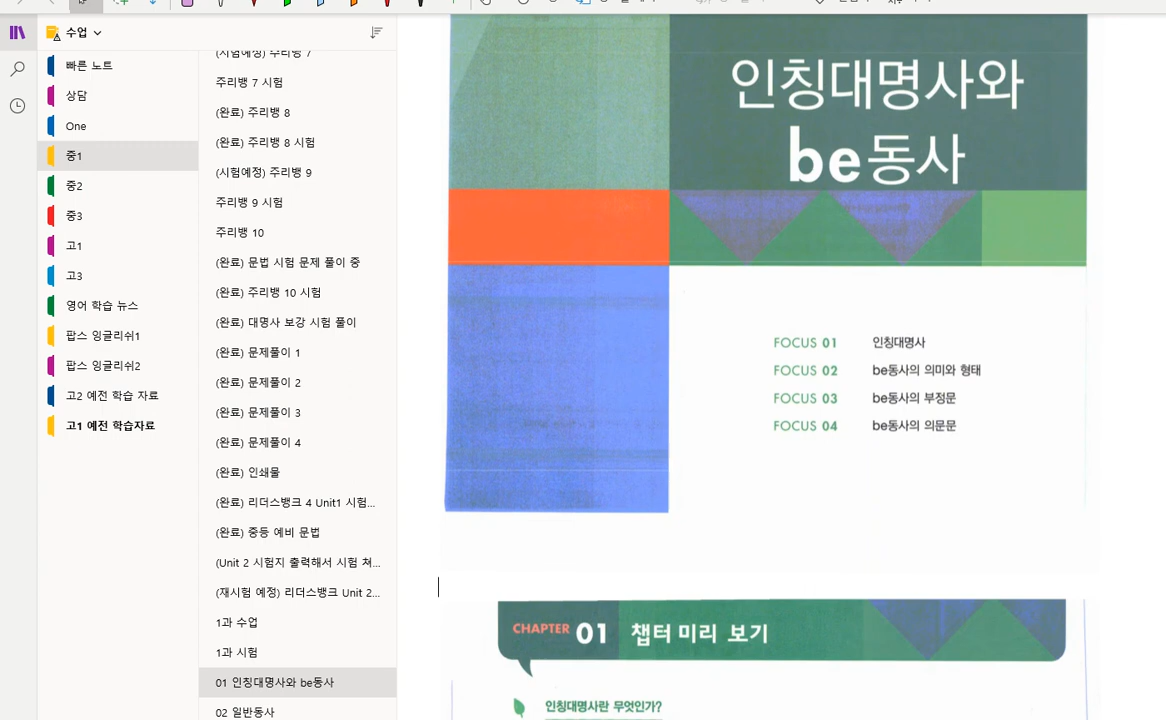 수업
빠른 노트
상담
One
중1
중2
중3
고1
고3
영어 학습 뉴스
팝스 잉글리쉬1
팝스 잉글리쉬2
고2 예전 학습 자료
고1 예전 학습자료
(시험예정) 주리뱅 7
주리뱅 7 시험
(완료) 주리뱅 8
(완료) 주리뱅 8 시험
(시험예정) 주리뱅 9
주리뱅 9 시험
주리뱅 10
(완료) 문법 시험 문제 풀이 중
(완료) 주리뱅 10 시험
(완료) 대명사 보강 시험 풀이
(완료) 문제풀이 1
(완료) 문제풀이 2
(완료) 문제풀이 3
(완료) 문제풀이 4
(완료) 인쇄물
(완료) 리더스뱅크 4 Unit1 시험...
(완료) 중등 예비 문법
(Unit 2 시험지 출력해서 시험 쳐...
(재시험 예정) 리더스뱅크 Unit 2...
1과 수업
1과 시험
01 인칭대명사와 be동사
02 일반동사
인칭대명사와
be동사
FOCUS 01 인칭대명사
FOCUS 02 be동사의 의미와 형태
FOCUS 03 be동사의 부정문
FOCUS 04 be동사의 의문문
CHAPTER 01 챕터 미리 보기
인칭대명사란 무엇인가?